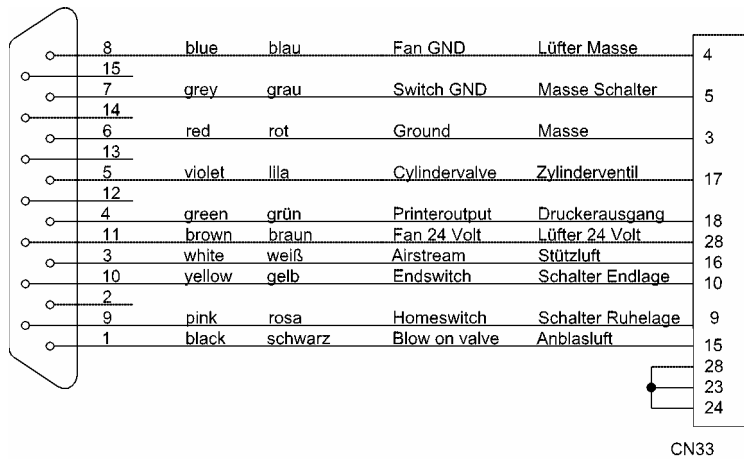 8 blue blau Fan GND Lüfter Masse 4
15
7 grey grau Switch GND Masse Schalter 5
14
6 red rot Ground Masse 3
13
5 violet lila Cylindervalve Zylinderventil 17
12
4 green grün Printeroutput Druckerausgang 18
11 brown braun Fan 24 Volt Lüfter 24 Volt 28
3 white weiß Airstream Stützluft 16
10 yellow gelb Endswitch Schalter Endlage 10
2
9 pink rosa Homeswitch Schalter Ruhelage 9
1 black schwarz Blow on valve Anblasluft 15
28
23
24
CN33